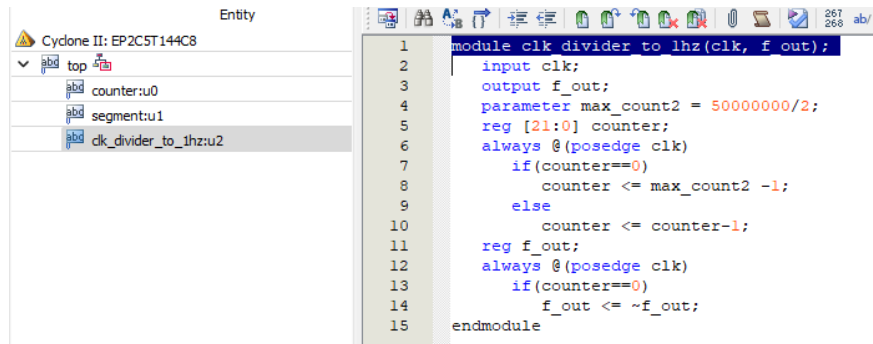 Entity
Cyclone II: EP2C5T144C8
top
counter:u0
segment:u1
clk_divider_to_1hz:u2
267
268
ab/
1 module clk_divider_to_1hz(clk, f_out);
2 input clk;
3 output f_out;
4 parameter max_count2 = 50000000/2;
5 reg [21:0] counter;
6 always @(posedge clk)
7 if(counter==0)
8 counter <= max_count2 -1;
9 else
10 counter <= counter-1;
11 reg f_out;
12 always @(posedge clk)
13 if(counter==0)
14 f_out <= ~f_out;
15 endmodule